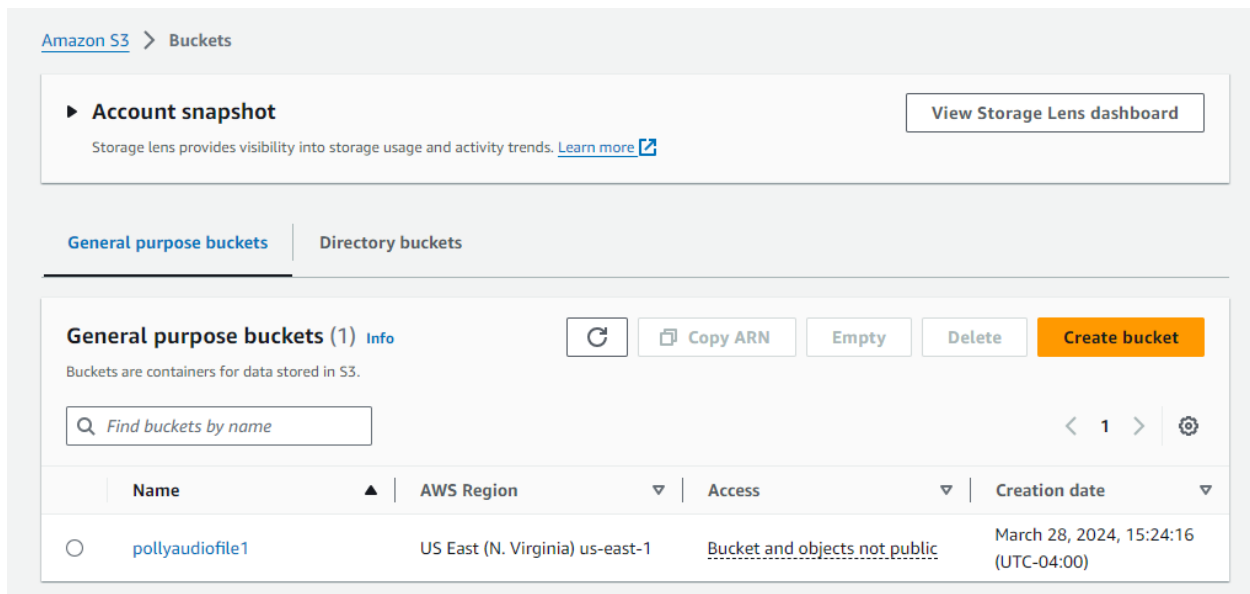 Amazon S3 > Buckets
Account snapshot
View Storage Lens dashboard
Storage lens provides visibility into storage usage and activity trends. Learn more
General purpose buckets
Directory buckets
General purpose buckets (1) Info
Copy ARN
Empty
Delete
Create bucket
Buckets are containers for data stored in S3.
Find buckets by name
1
Name
AWS Region
Access
Creation date
pollyaudiofile1
US East (N. Virginia) us-east-1
Bucket and objects not public
March 28, 2024, 15:24:16
(UTC-04:00)